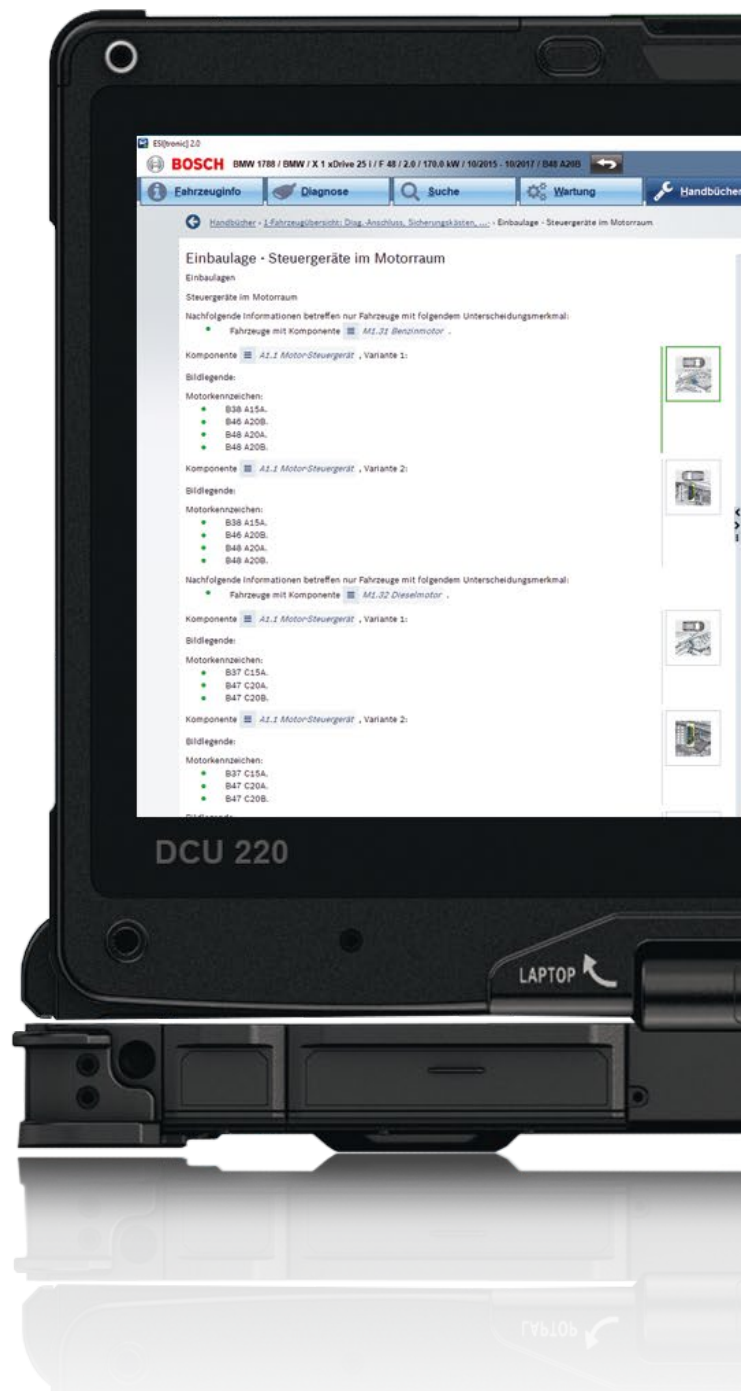 ESI[tronic] 2.0
BOSCH BMW 1788 / BMW / X 1 xDrive 25 i / F 48 / 2.0 / 170.0 kW / 10/2015 - 10/2017 / B48 A20B
Fahrzeuginfo Diagnose Suche Wartung Handbücher
Handbücher › 1-Fahrzeugübersicht: Diag.-Anschluss, Sicherungskästen, ...: › Einbaulage - Steuergeräte im Motorraum
Einbaulage - Steuergeräte im Motorraum
Einbaulagen
Steuergeräte im Motorraum
Nachfolgende Informationen betreffen nur Fahrzeuge mit folgendem Unterscheidungsmerkmal:
Fahrzeuge mit Komponente M1.31 Benzinmotor .
Komponente A1.1 Motor-Steuergerät , Variante 1:
Bildlegende:
Motorkennzeichen:
B38 A15A.
B46 A20B.
B48 A20A.
B48 A20B.
Komponente A1.1 Motor-Steuergerät , Variante 2:
Bildlegende:
Motorkennzeichen:
B38 A15A.
B46 A20B.
B48 A20A.
B48 A20B.
Nachfolgende Informationen betreffen nur Fahrzeuge mit folgendem Unterscheidungsmerkmal:
Fahrzeuge mit Komponente M1.32 Dieselmotor .
Komponente A1.1 Motor-Steuergerät , Variante 1:
Bildlegende:
Motorkennzeichen:
B37 C15A.
B47 C20A.
B47 C20B.
Komponente A1.1 Motor-Steuergerät , Variante 2:
Bildlegende:
Motorkennzeichen:
B37 C15A.
B47 C20A.
B47 C20B.
DCU 220
LAPTOP